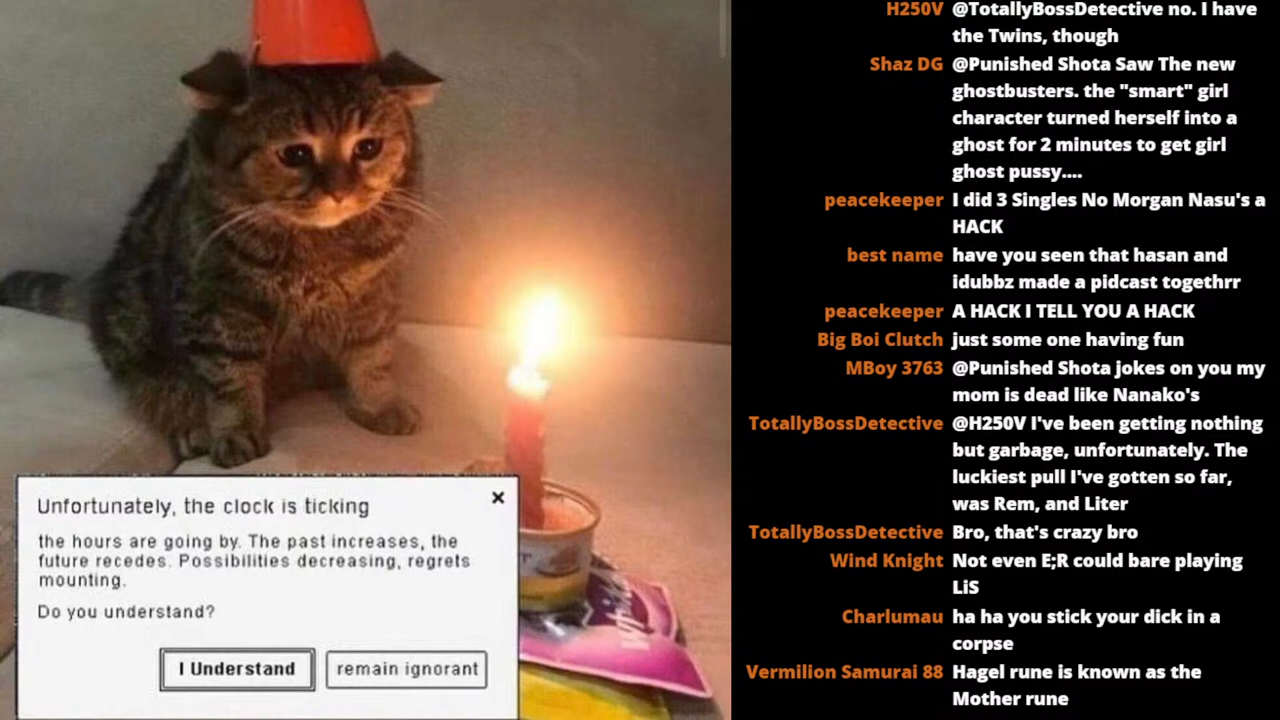 H250V @TotallyBossDetective no. I have
the Twins, though
Shaz DG @Punished Shota Saw The new
ghostbusters. the "smart" girl
character turned herself into a
ghost for 2 minutes to get girl
ghost pussy....
peacekeeper I did 3 Singles No Morgan Nasu's a
HACK
best name have you seen that hasan and
idubbz made a pidcast togethrr
peacekeeper A HACK I TELL YOU A HACK
Big Boi Clutch just some one having fun
MBoy 3763 @Punished Shota jokes on you my
mom is dead like Nanako's
TotallyBossDetective @H250V I've been getting nothing
but garbage, unfortunately. The
luckiest pull I've gotten so far,
was Rem, and Liter
TotallyBossDetective Bro, that's crazy bro
Wind Knight Not even E;R could bare playing
LiS
Charlumau ha ha you stick your dick in a
corpse
Vermilion Samurai 88 Hagel rune is known as the
Mother rune
Unfortunately, the clock is ticking
the hours are going by. The past increases, the
future recedes. Possibilities decreasing, regrets
mounting.
Do you understand?
I Understand
remain ignorant